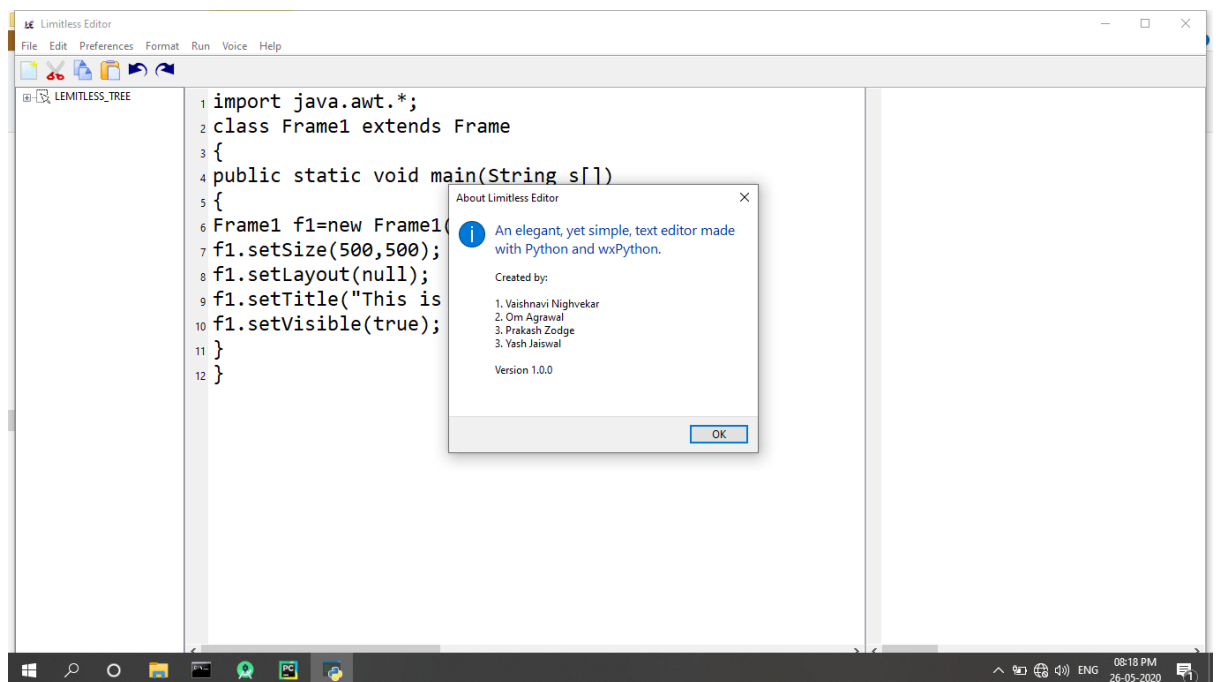 Limitless Editor
File Edit Preferences Format Run Voice Help
LEMITLESS_TREE
1 import java.awt.*;
2 class Frame1 extends Frame
3 {
4 public static void main(String s[])
5 {
6 Frame1 f1=new Frame1(
7 f1.setSize(500,500);
8 f1.setLayout(null);
9 f1.setTitle("This is
10 f1.setVisible(true);
11 }
12 }
About Limitless Editor
An elegant, yet simple, text editor made
with Python and wxPython.
Created by:
1. Vaishnavi Nighvekar
2. Om Agrawal
3. Prakash Zodge
3. Yash Jaiswal
Version 1.0.0
OK
PC
ENG
08:18 PM
26-05-2020
1